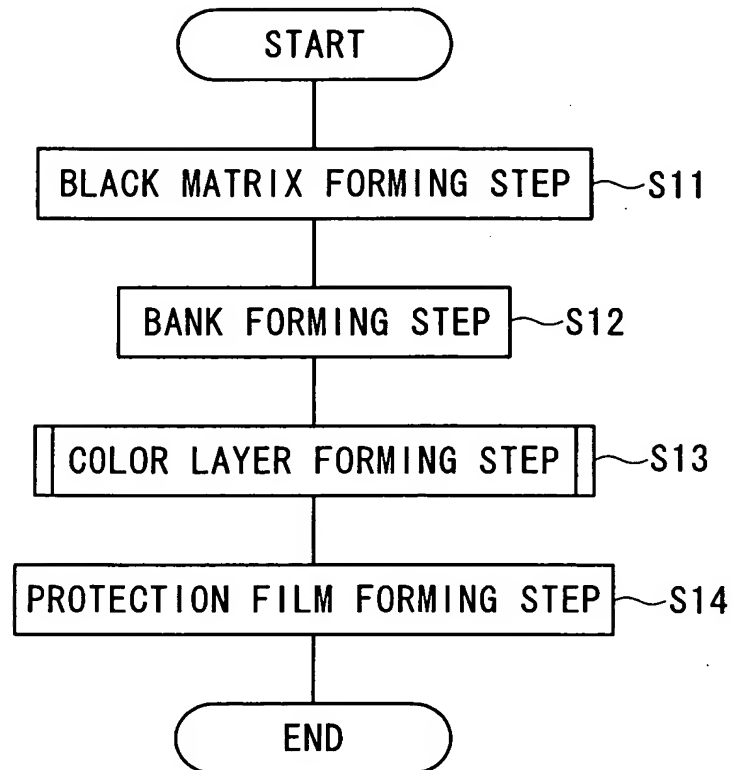 START
BLACK MATRIX FORMING STEP S11
BANK FORMING STEP S12
COLOR LAYER FORMING STEP S13
PROTECTION FILM FORMING STEP S14
END